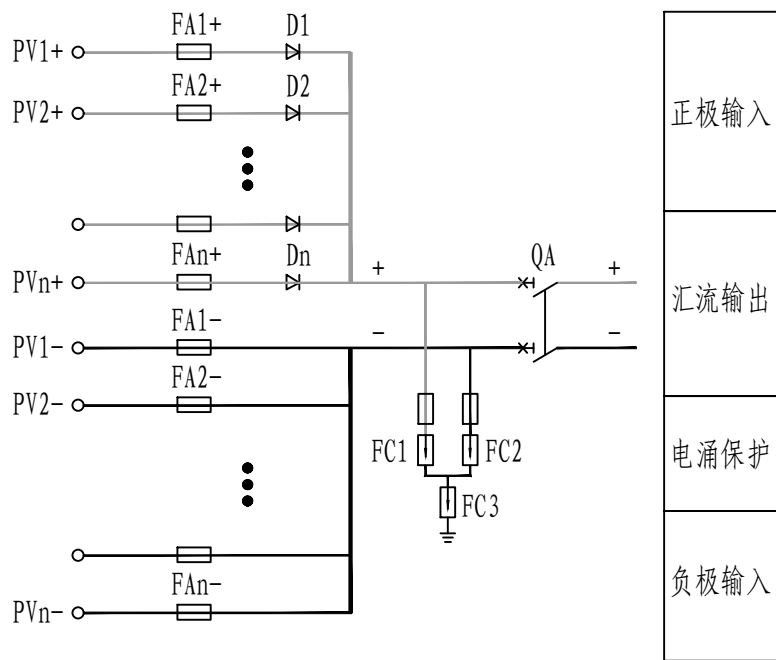 FA1+ D1
PV1+
FA2+ D2
PV2+
正极输入
FAn+ Dn
PVn+ + QA +
汇流输出
FA1-
PV1- - -
FA2-
PV2-
FC1 FC2
电涌保护
FC3
负极输入
FAn-
PVn-